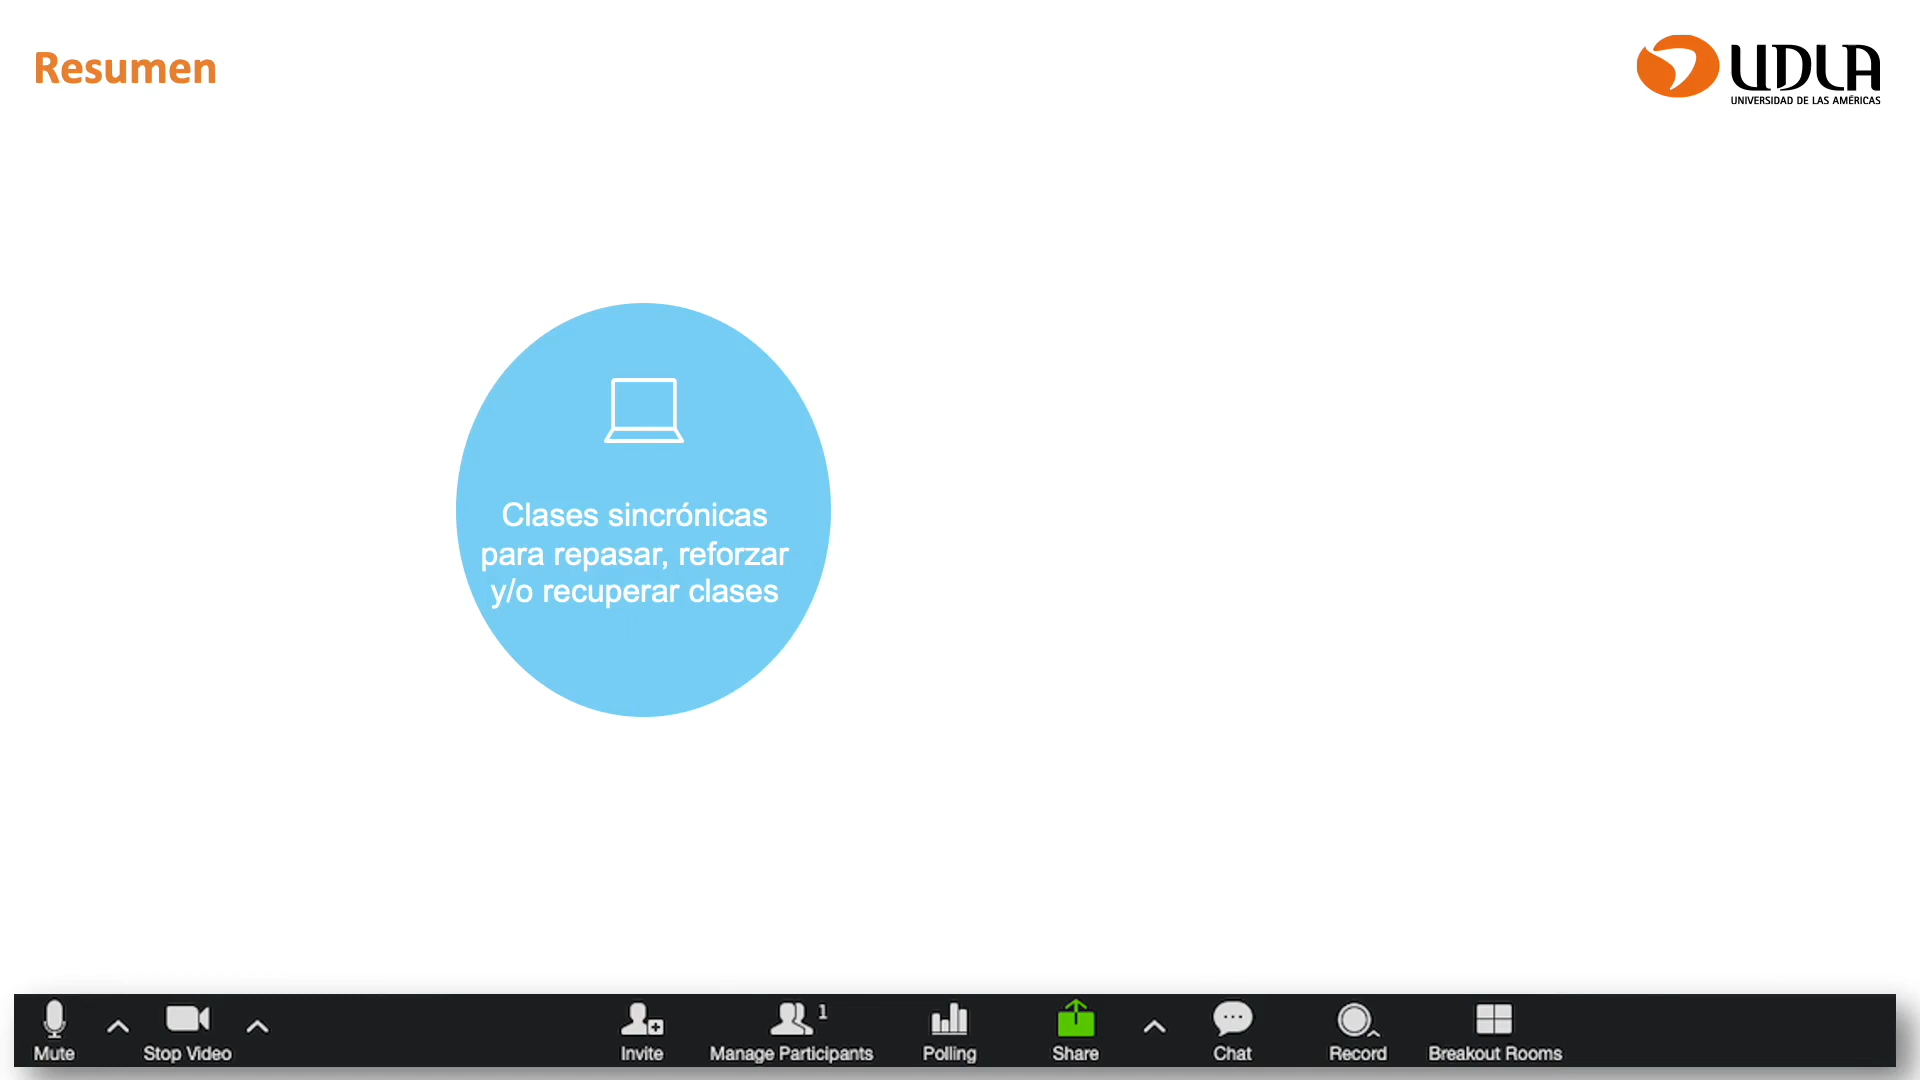 Resumen
UDLA
UNIVERSIDAD DE LAS AMÉRICAS
Clases sincrónicas
para repasar, reforzar
y/o recuperar clases
1
Mute
Stop Video
Invite
Manage Participants
Polling
Share
Chat
Record
Breakout Rooms